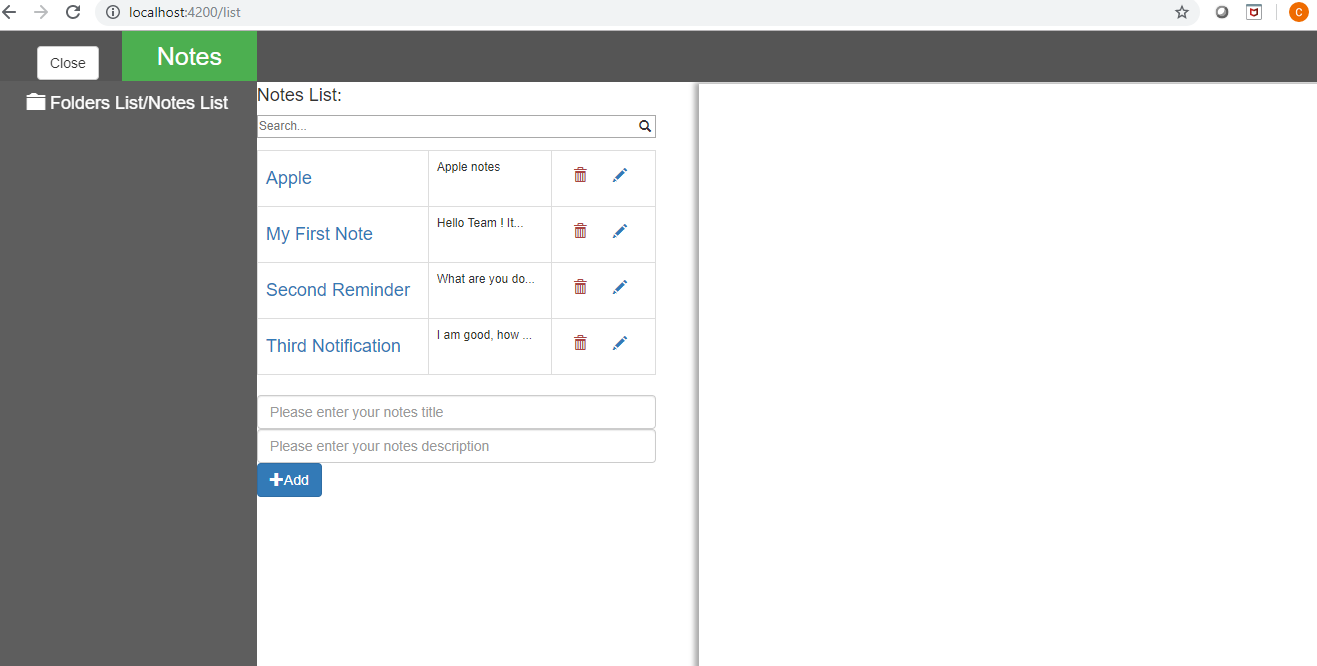 localhost:4200/list
C
Close
Notes
Folders List/Notes List
Notes List:
Search...
Apple
Apple notes
My First Note
Hello Team ! It...
Second Reminder
What are you do...
Third Notification
I am good, how ...
Please enter your notes title
Please enter your notes description
Add